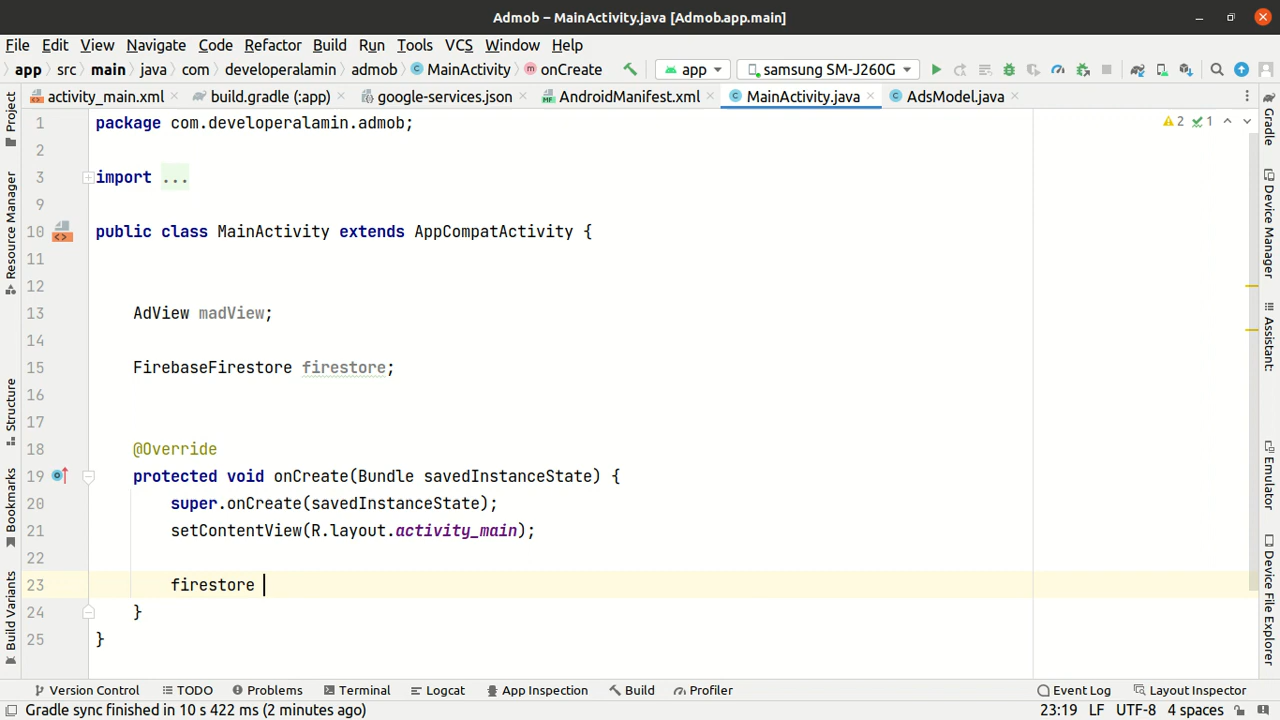 Admob – MainActivity.java [Admob.app.main]
File Edit View Navigate Code Refactor Build Run Tools VCS Window Help
app src main java com developeralamin admob MainActivity onCreate app samsung SM-J260G
activity_main.xml build.gradle (:app) google-services.json AndroidManifest.xml MainActivity.java AdsModel.java
1 package com.developeralamin.admob; 2 1
2
3 import ...
9
10 public class MainActivity extends AppCompatActivity {
11
12
13 AdView madView;
14
15 FirebaseFirestore firestore;
16
17
18 @Override
19 protected void onCreate(Bundle savedInstanceState) {
20 super.onCreate(savedInstanceState);
21 setContentView(R.layout.activity_main);
22
23 firestore
24 }
25 }
Project
Resource Manager
Structure
Bookmarks
Build Variants
Gradle
Device Manager
Assistant:
Emulator
Device File Explorer
Version Control TODO Problems Terminal Logcat App Inspection Build Profiler Event Log Layout Inspector
Gradle sync finished in 10 s 422 ms (2 minutes ago) 23:19 LF UTF-8 4 spaces